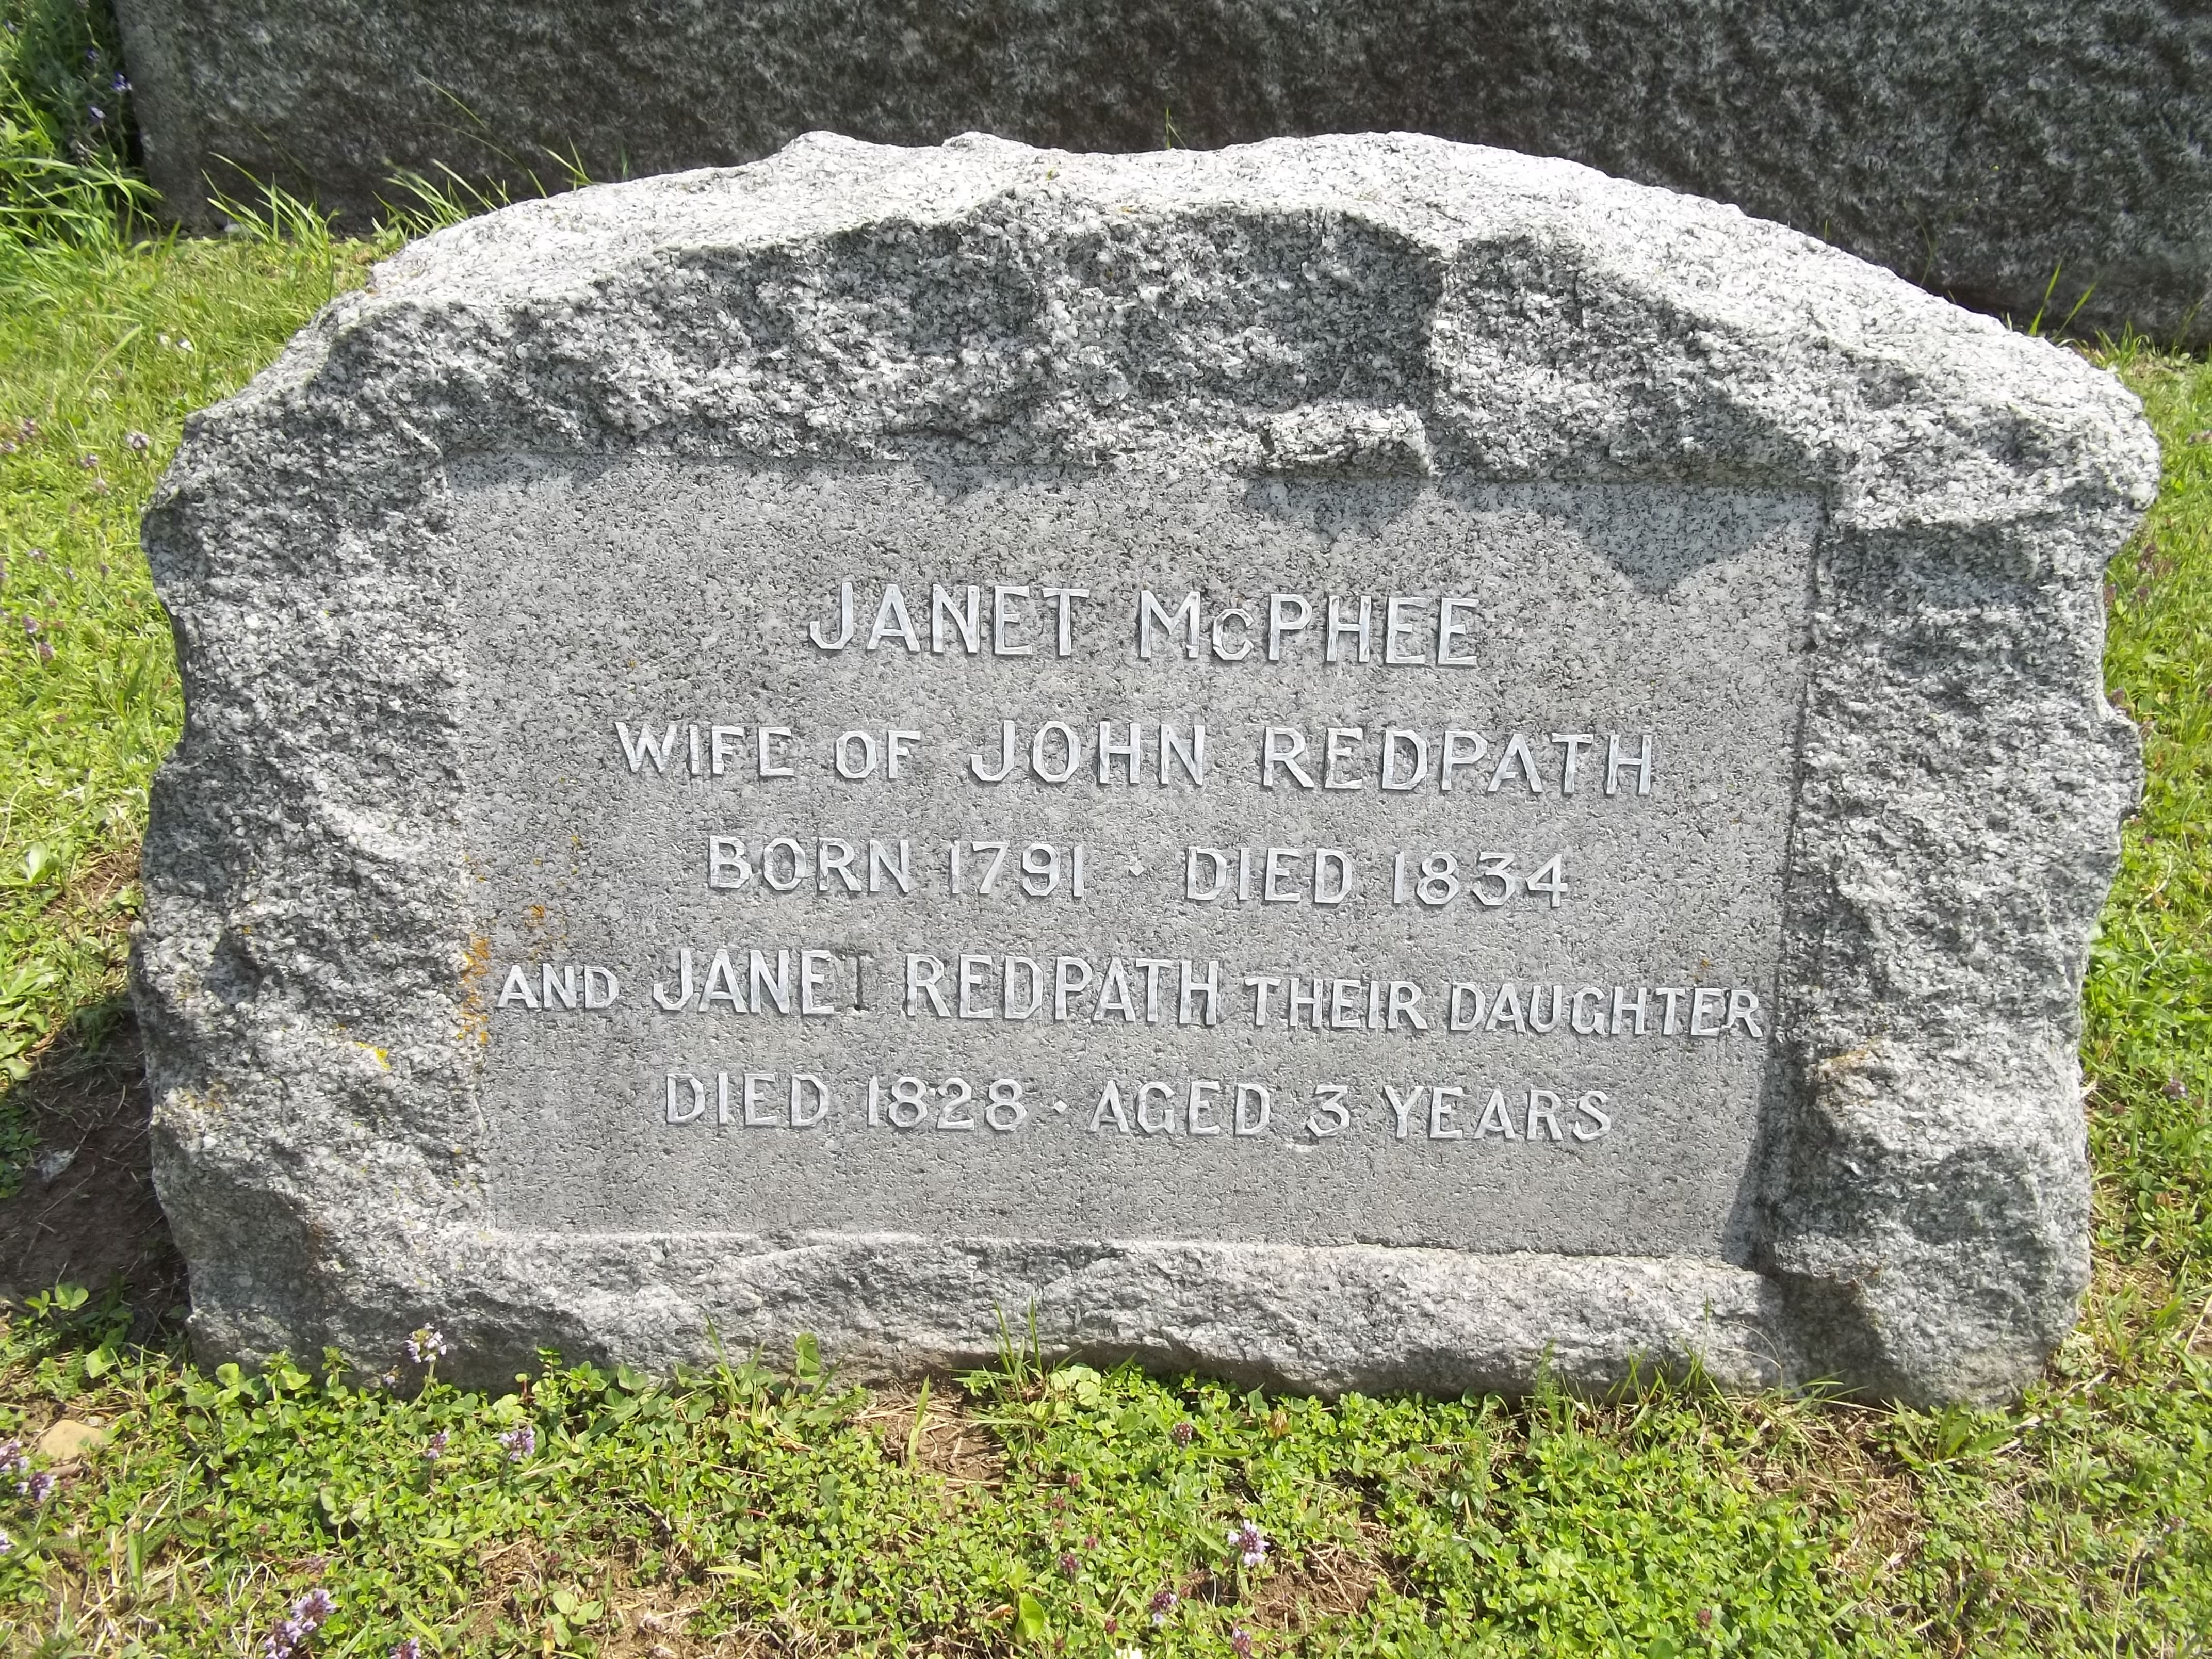 JANET McPHEE
WIFE OF JOHN REDPATH
BORN 1791 · DIED 1834
AND JANET REDPATH THEIR DAUGHTER
DIED 1828 · AGED 3 YEARS